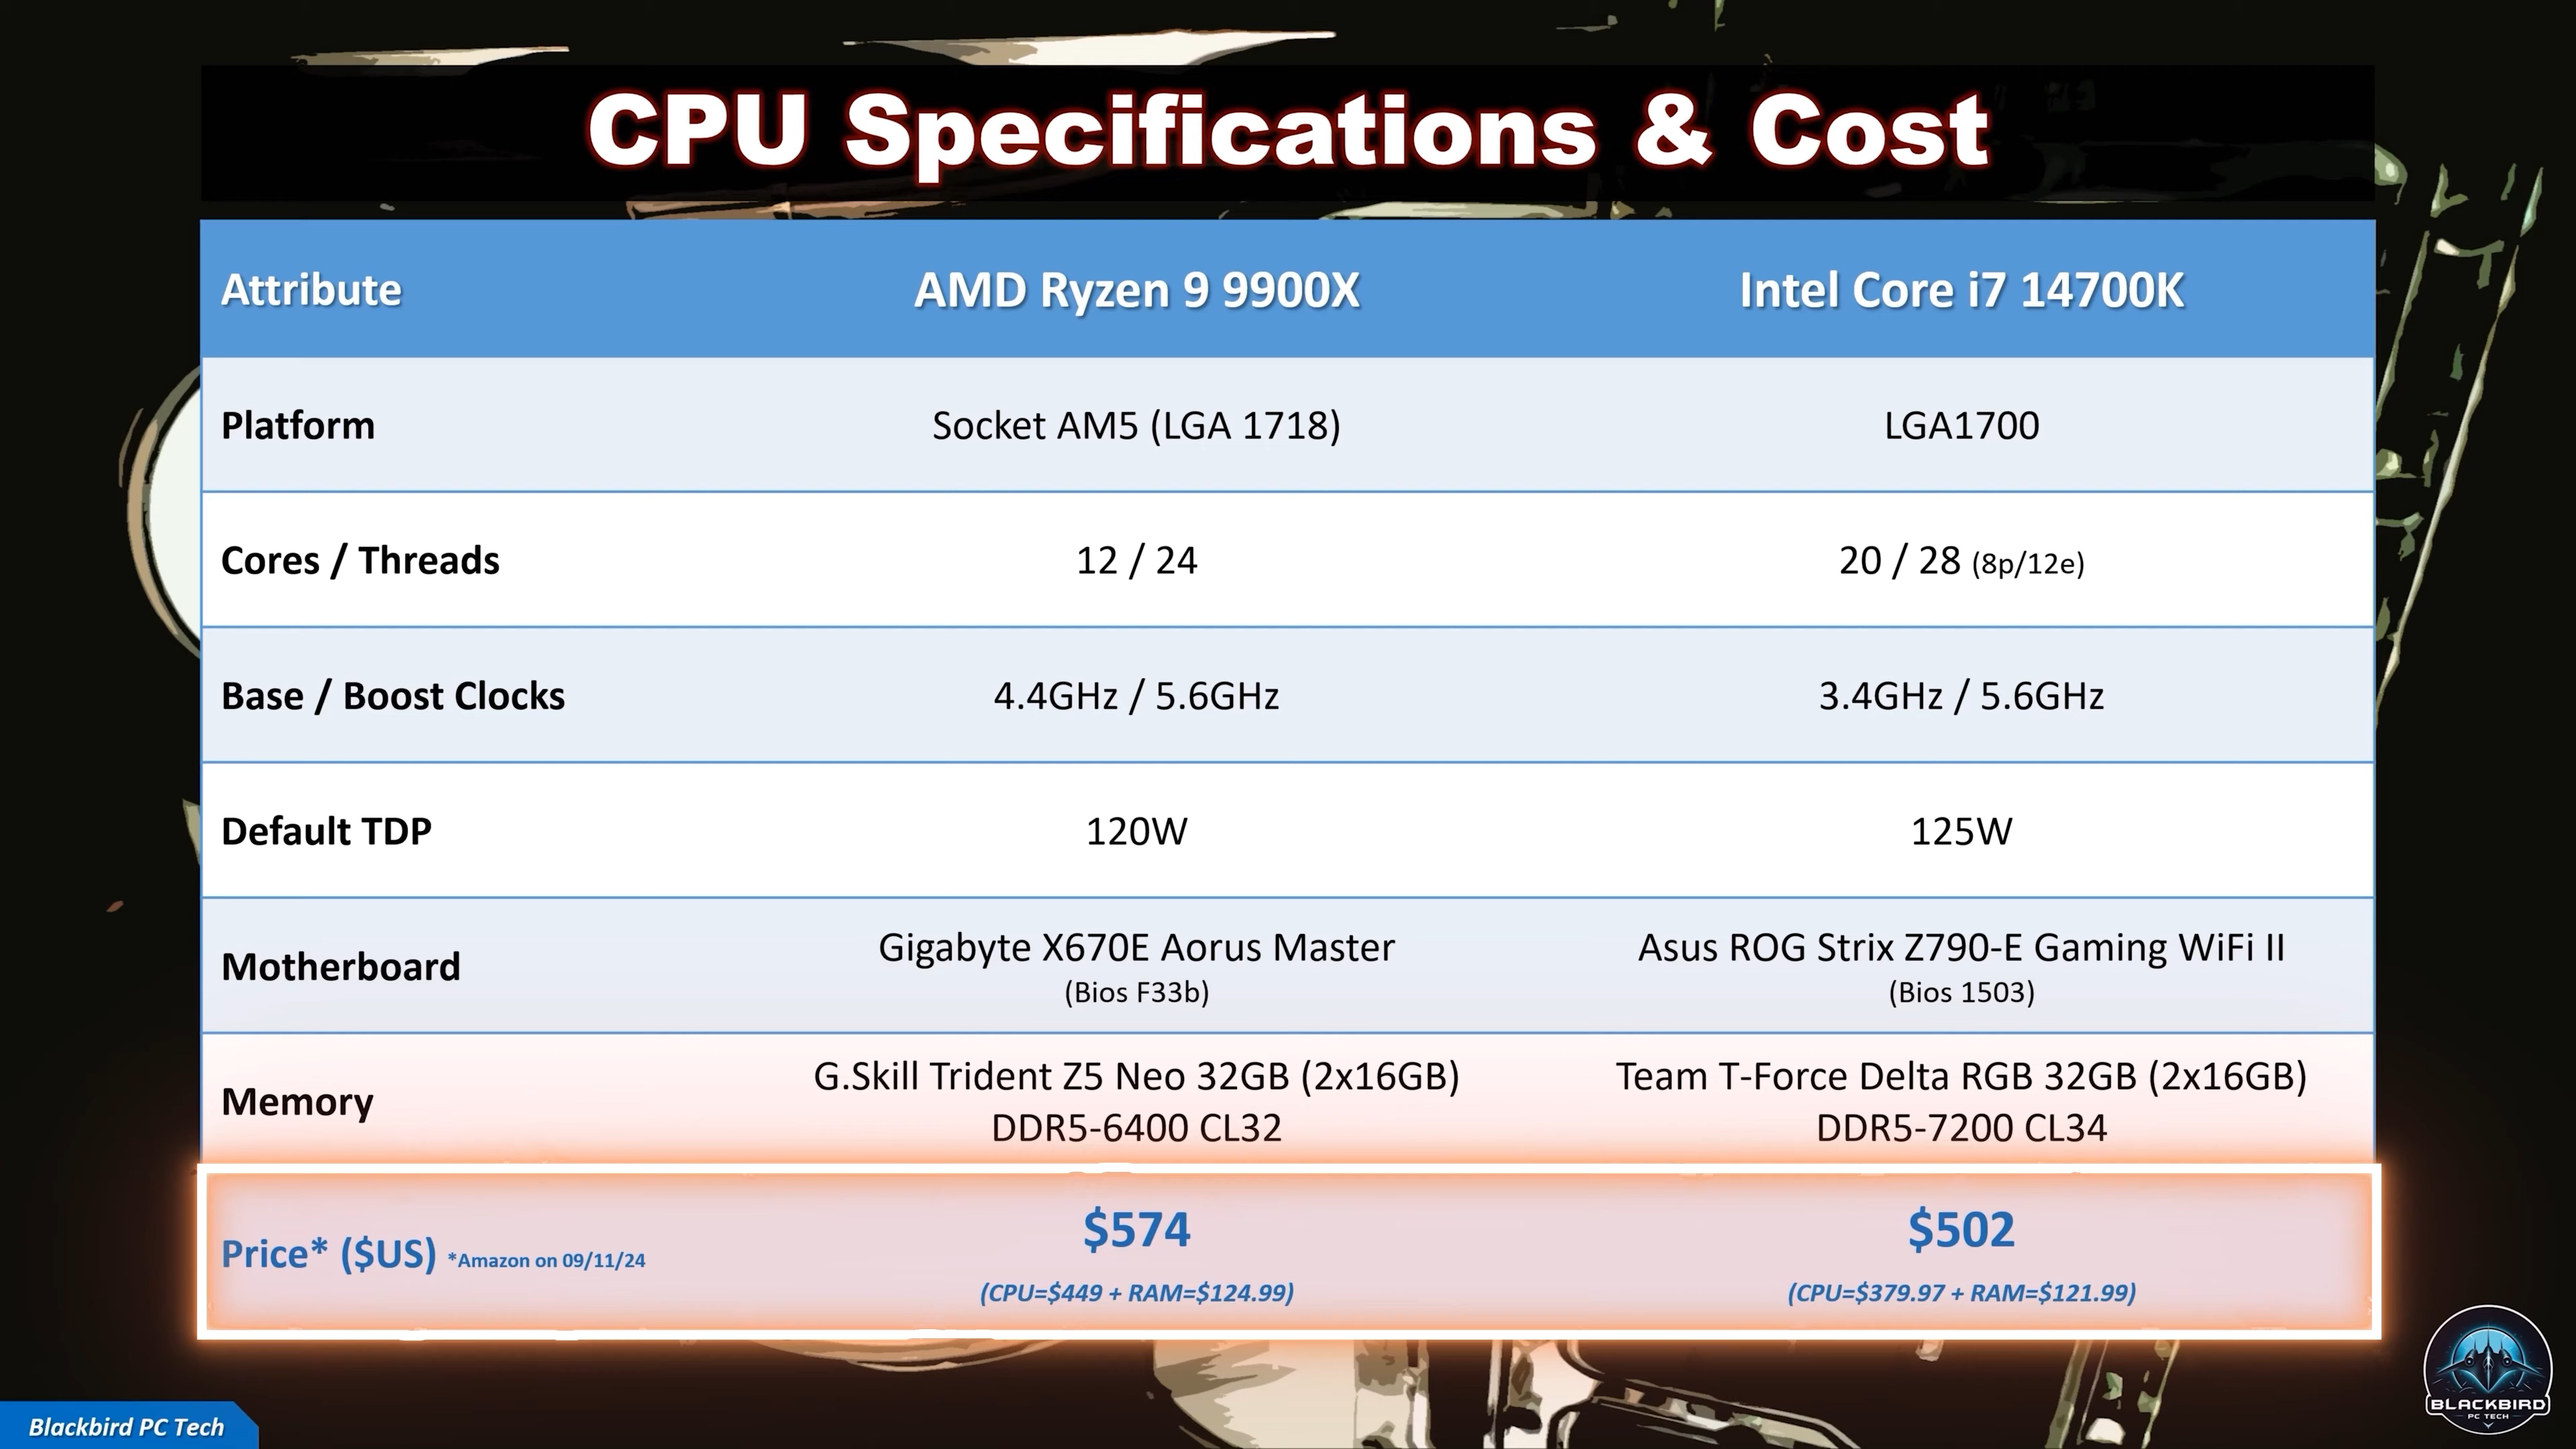 CPU Specifications & Cost
Attribute AMD Ryzen 9 9900X Intel Core i7 14700K
Platform Socket AM5 (LGA 1718) LGA1700
Cores / Threads 12 / 24 20 / 28 (8p/12e)
Base / Boost Clocks 4.4GHz / 5.6GHz 3.4GHz / 5.6GHz
Default TDP 120W 125W
Motherboard Gigabyte X670E Aorus Master Asus ROG Strix Z790-E Gaming WiFi II
(Bios F33b) (Bios 1503)
Memory G.Skill Trident Z5 Neo 32GB (2x16GB) Team T-Force Delta RGB 32GB (2x16GB)
DDR5-6400 CL32 DDR5-7200 CL34
Price* ($US) *Amazon on 09/11/24 $574 $502
(CPU=$449 + RAM=$124.99) (CPU=$379.97 + RAM=$121.99)
Blackbird PC Tech
BLACKBIRD
PC TECH